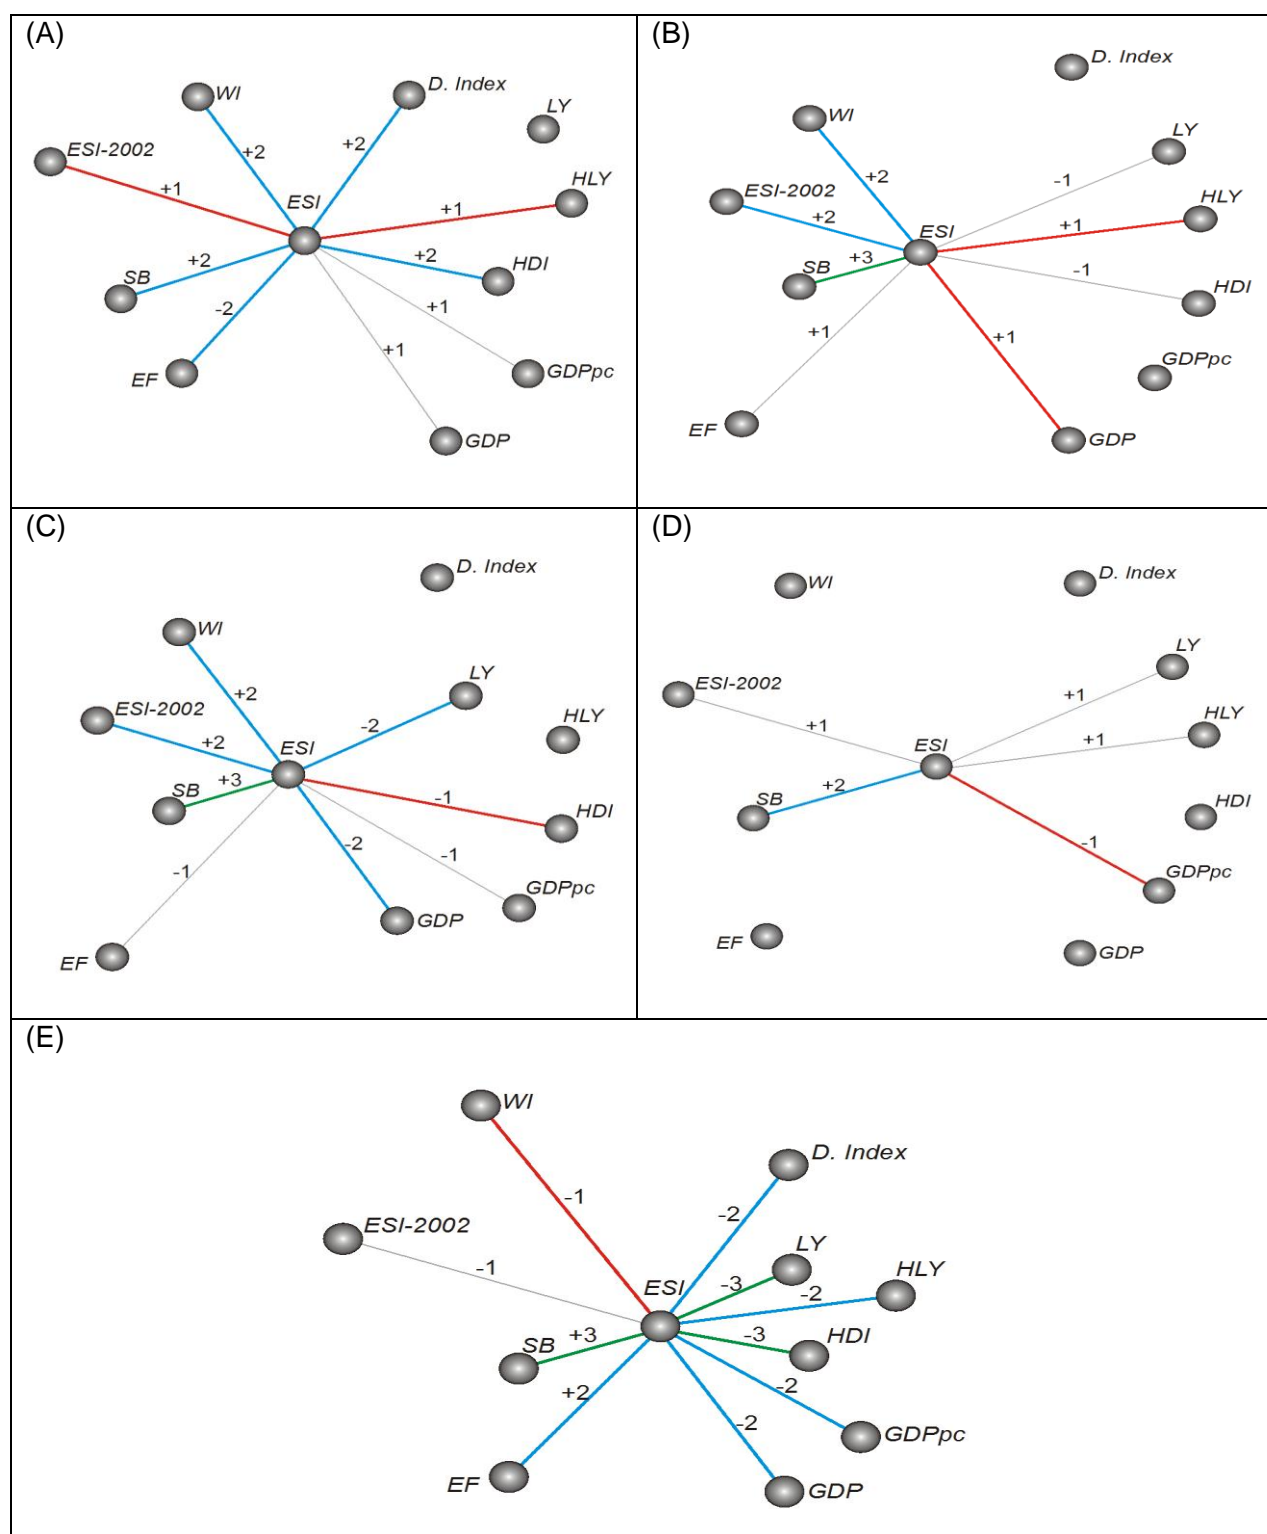 (A)
WI
D. Index
LY
ESI-2002
+2
+2
HLY
+1
ESI
+1
SB
+2
+2
HDI
-2
+1
EF
+1
GDPpc
GDP
(B)
D. Index
WI
LY
+2
-1
ESI-2002
HLY
+2
ESI
+1
SB
+3
-1
HDI
+1
+1
GDPpc
EF
GDP
(C)
D. Index
WI
LY
+2
ESI-2002
-2
HLY
+2
ESI
SB
+3
-1
HDI
-2
-1
-1
GDPpc
GDP
EF
(D)
WI
D. Index
LY
ESI-2002
+1
HLY
+1
ESI
+1
SB
+2
HDI
-1
GDPpc
EF
GDP
(E)
WI
D. Index
-1
-2
ESI-2002
LY
HLY
-1
ESI
-3
-2
SB
+3
-3
HDI
+2
-2
-2
GDPpc
EF
GDP